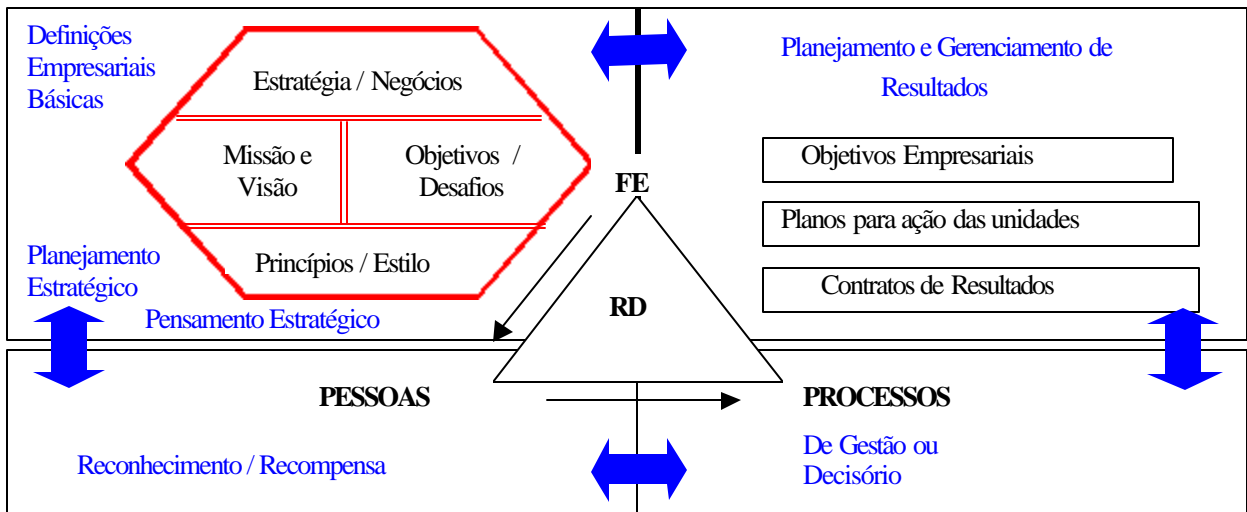 Definições
Empresariais
Básicas
Estratégia / Negócios
Missão e
Visão
Objetivos /
Desafios
Princípios / Estilo
Planejamento
Estratégico
Pensamento Estratégico
Planejamento e Gerenciamento de
Resultados
Objetivos Empresariais
Planos para ação das unidades
Contratos de Resultados
FE
RD
PESSOAS
Reconhecimento / Recompensa
PROCESSOS
De Gestão ou
Decisório